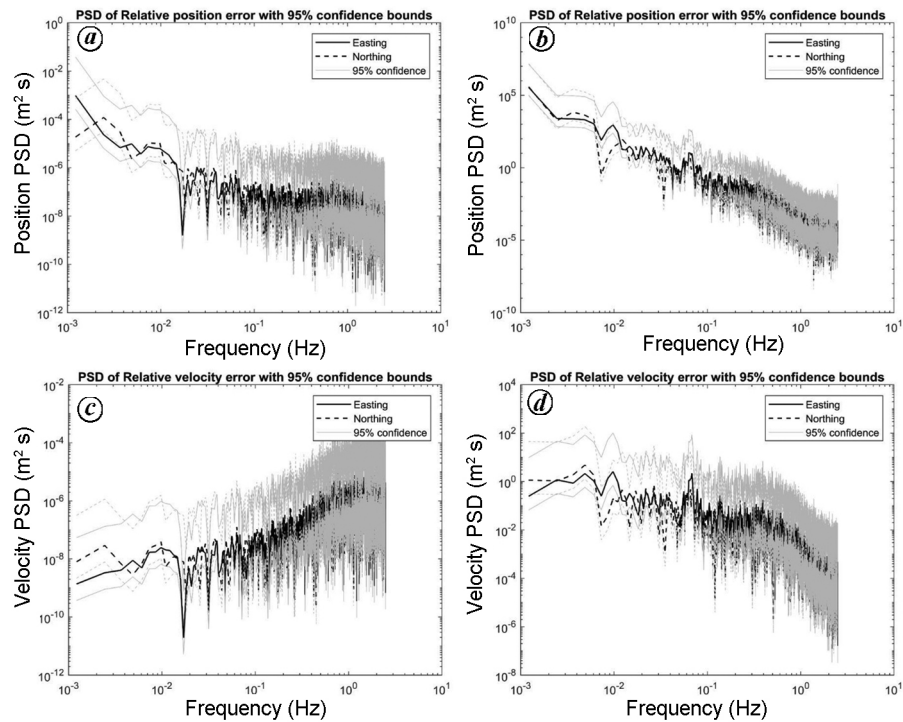 PSD of Relative position error with 95% confidence bounds
a
Easting
Northing
95% confidence
10^0
10^-2
10^-4
10^-6
10^-8
10^-10
10^-12
Position PSD (m² s)
10^-3
10^-2
10^-1
10^0
10^1
Frequency (Hz)
PSD of Relative position error with 95% confidence bounds
b
Easting
Northing
95% confidence
10^10
10^5
10^0
10^-5
10^-10
Position PSD (m² s)
10^-3
10^-2
10^-1
10^0
10^1
Frequency (Hz)
PSD of Relative velocity error with 95% confidence bounds
c
Easting
Northing
95% confidence
10^-2
10^-4
10^-6
10^-8
10^-10
10^-12
Velocity PSD (m² s)
10^-3
10^-2
10^-1
10^0
10^1
Frequency (Hz)
PSD of Relative velocity error with 95% confidence bounds
d
Easting
Northing
95% confidence
10^4
10^2
10^0
10^-2
10^-4
10^-6
10^-8
Velocity PSD (m² s)
10^-3
10^-2
10^-1
10^0
10^1
Frequency (Hz)